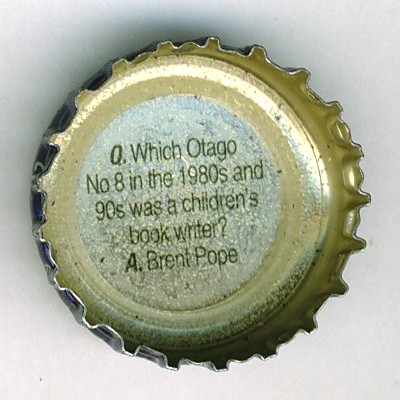 Q. Which Otago
No 8 in the 1980s and
90s was a children's
book writer?
A. Brent Pope